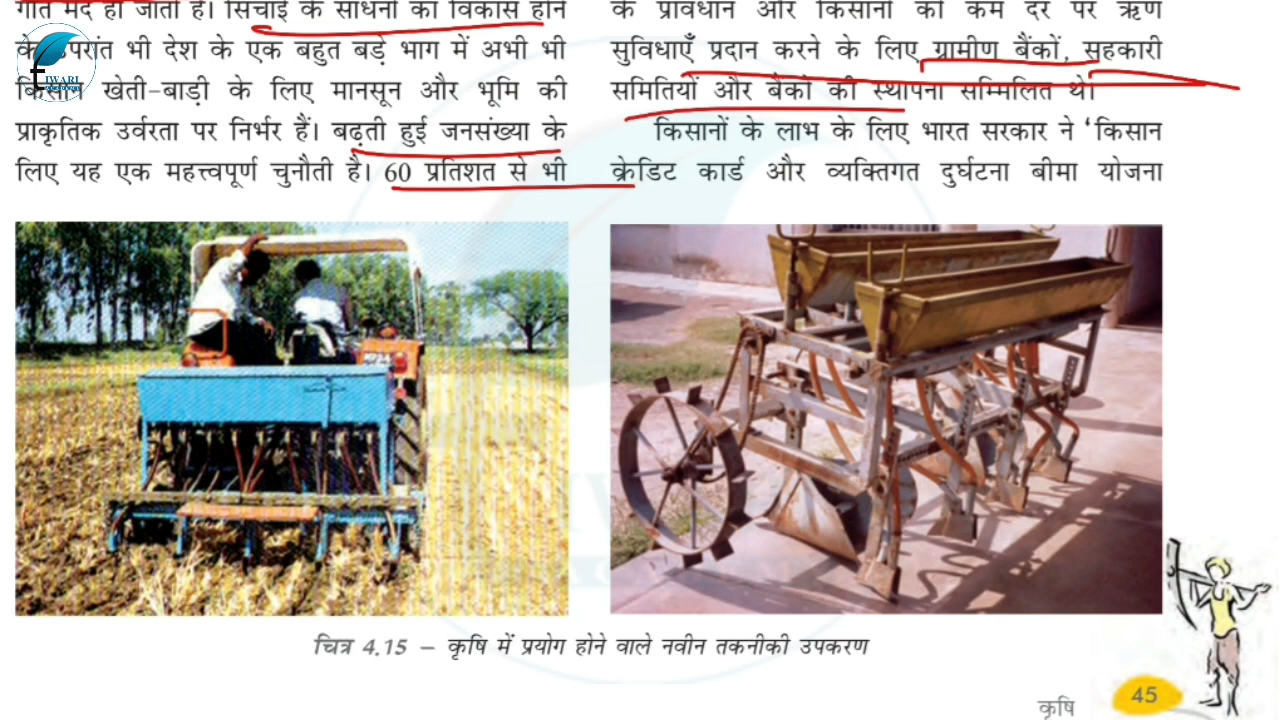 गति मंद हो जाती है। सिंचाई के साधनों का विकास होने
के उपरांत भी देश के एक बहुत बड़े भाग में अभी भी
किसान खेती-बाड़ी के लिए मानसून और भूमि की
प्राकृतिक उर्वरता पर निर्भर हैं। बढ़ती हुई जनसंख्या के
लिए यह एक महत्त्वपूर्ण चुनौती है। 60 प्रतिशत से भी
के प्रावधान और किसानों को कम दर पर ऋण
सुविधाएँ प्रदान करने के लिए ग्रामीण बैंकों, सहकारी
समितियों और बैंकों की स्थापना सम्मिलित थे।
किसानों के लाभ के लिए भारत सरकार ने ‘किसान
क्रेडिट कार्ड और व्यक्तिगत दुर्घटना बीमा योजना
चित्र 4.15 – कृषि में प्रयोग होने वाले नवीन तकनीकी उपकरण
कृषि 45